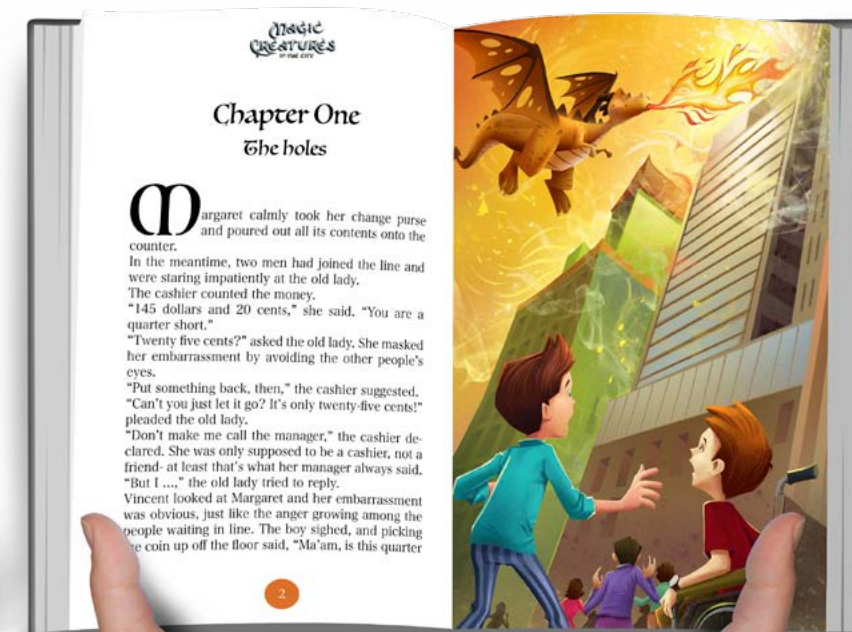 MAGIC
CREATURES
IN THE CITY
Chapter One
The holes
Margaret calmly took her change purse
and poured out all its contents onto the
counter.
In the meantime, two men had joined the line and
were staring impatiently at the old lady.
The cashier counted the money.
“145 dollars and 20 cents,” she said. “You are a
quarter short.”
“Twenty five cents?” asked the old lady. She masked
her embarrassment by avoiding the other people’s
eyes.
“Put something back, then,” the cashier suggested.
“Can’t you just let it go? It’s only twenty-five cents!”
pleaded the old lady.
“Don’t make me call the manager,” the cashier de-
clared. She was only supposed to be a cashier, not a
friend- at least that’s what her manager always said.
“But I ...,” the old lady tried to reply.
Vincent looked at Margaret and her embarrassment
was obvious, just like the anger growing among the
people waiting in line. The boy sighed, and picking
coin up off the floor said, “Ma’am, is this quarter
2